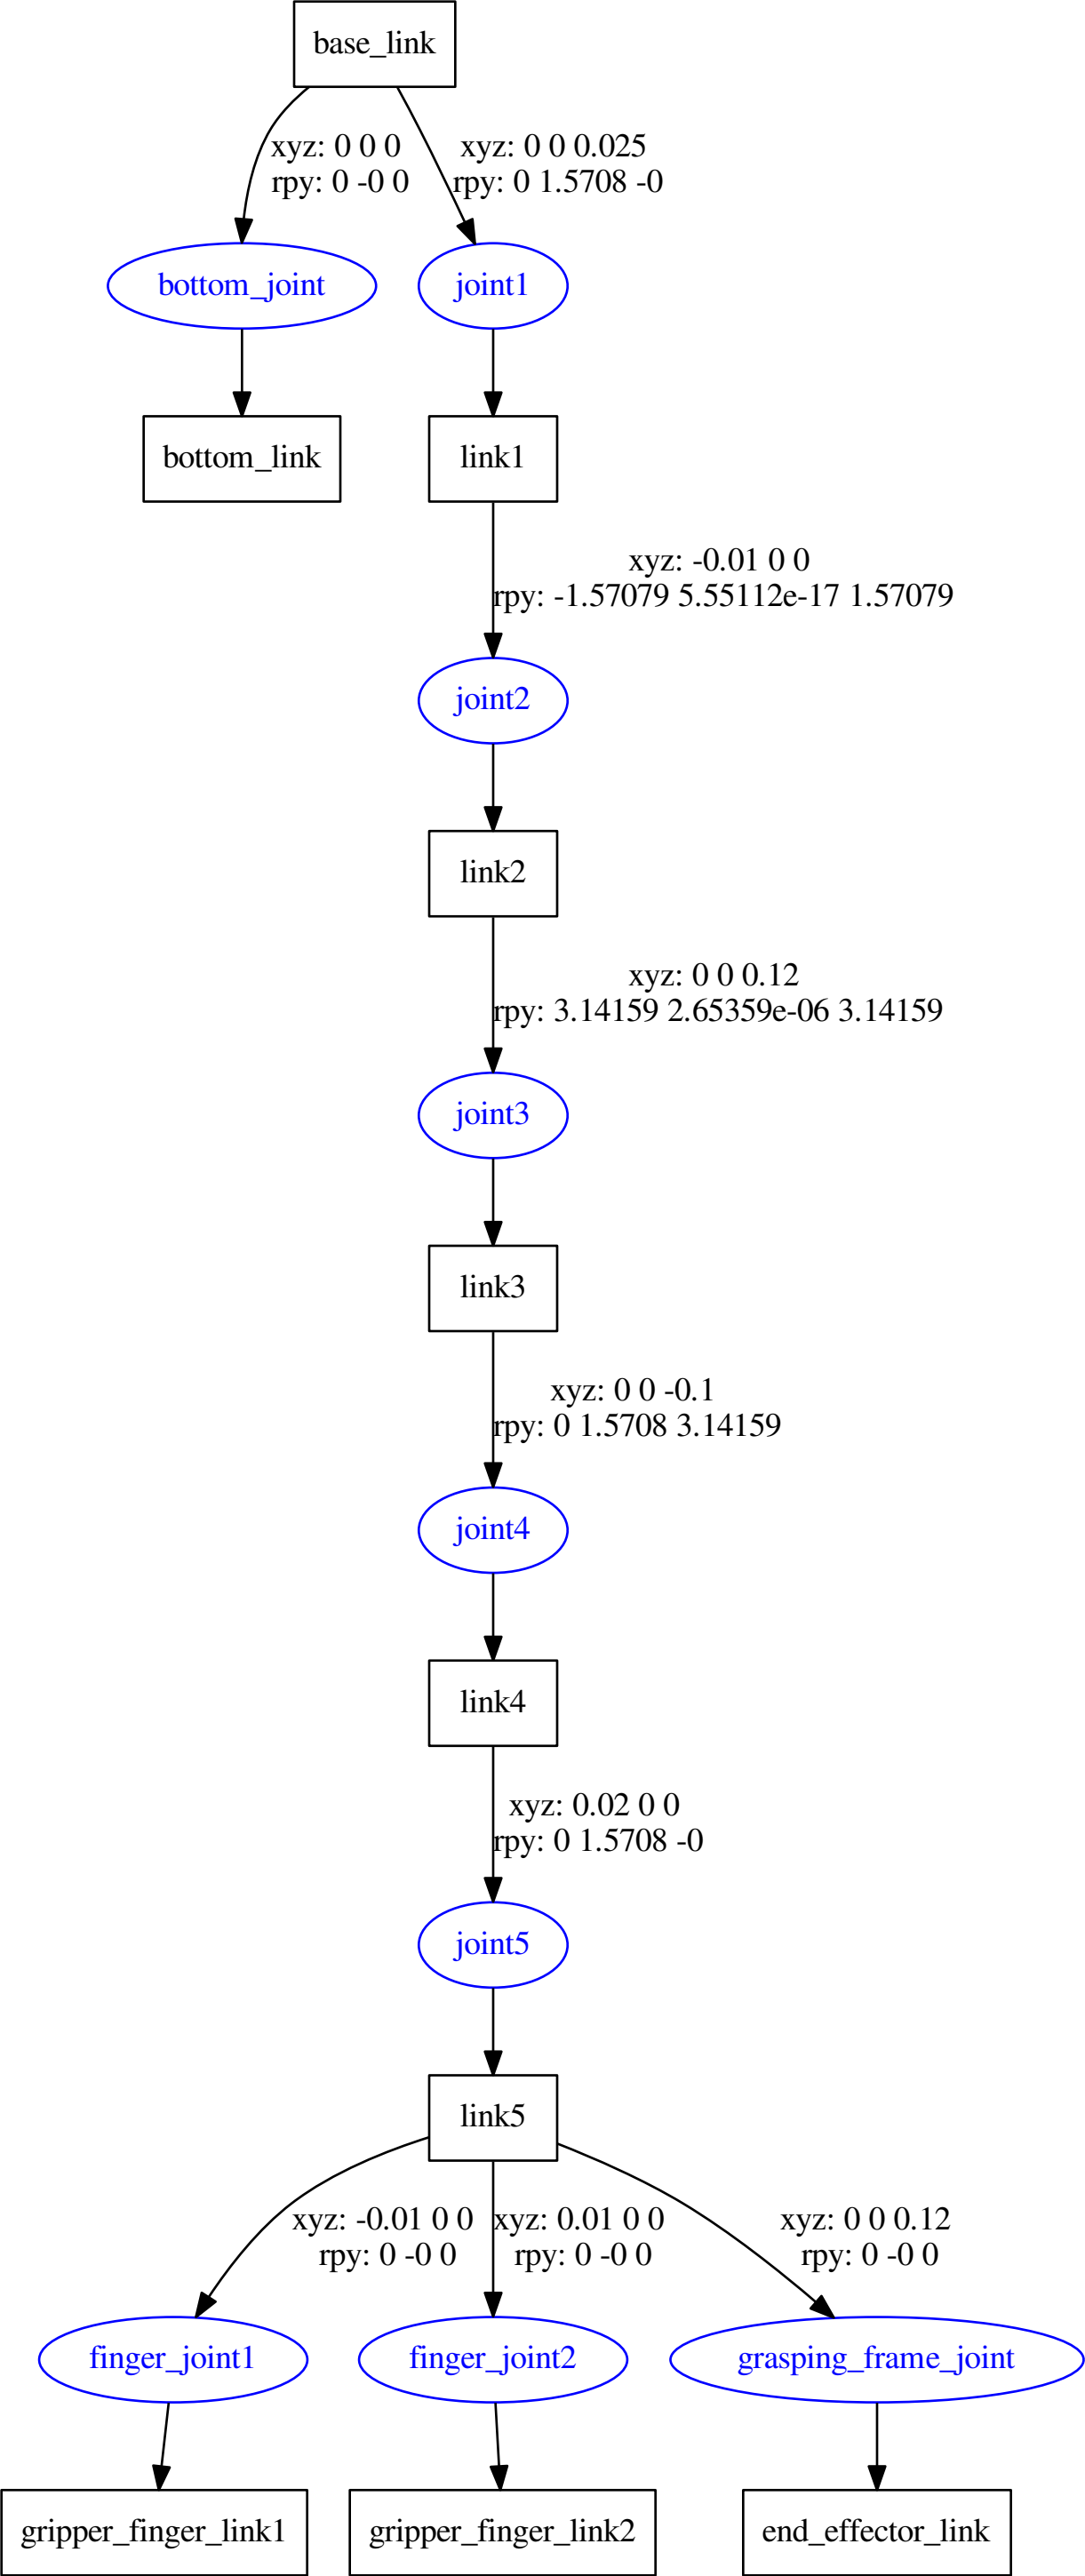 base_link
xyz: 0 0 0
rpy: 0 -0 0
xyz: 0 0 0.025
rpy: 0 1.5708 -0
bottom_joint
joint1
bottom_link
link1
xyz: -0.01 0 0
rpy: -1.57079 5.55112e-17 1.57079
joint2
link2
xyz: 0 0 0.12
rpy: 3.14159 2.65359e-06 3.14159
joint3
link3
xyz: 0 0 -0.1
rpy: 0 1.5708 3.14159
joint4
link4
xyz: 0.02 0 0
rpy: 0 1.5708 -0
joint5
link5
xyz: -0.01 0 0
rpy: 0 -0 0
xyz: 0.01 0 0
rpy: 0 -0 0
xyz: 0 0 0.12
rpy: 0 -0 0
finger_joint1
finger_joint2
grasping_frame_joint
gripper_finger_link1
gripper_finger_link2
end_effector_link